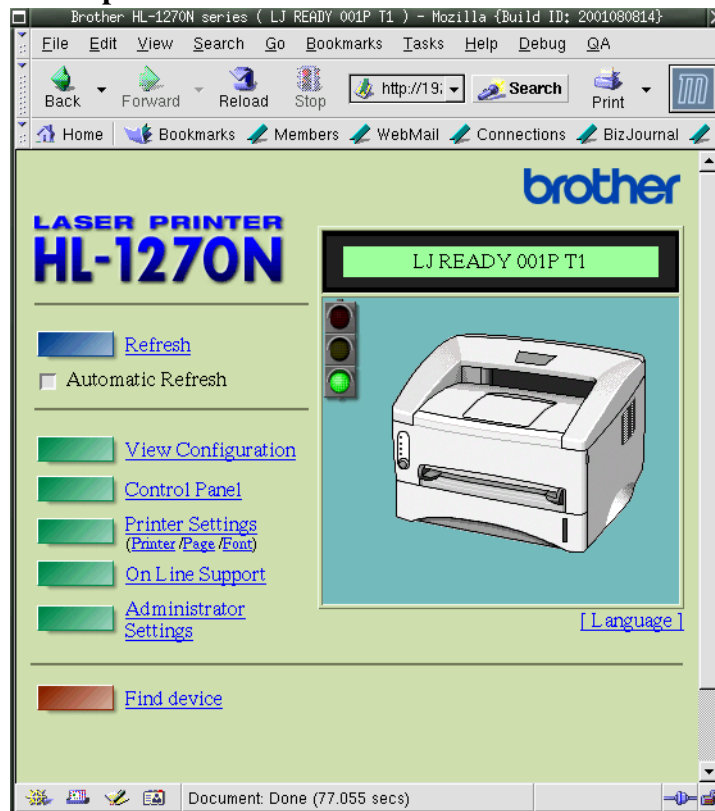 Brother HL-1270N series ( LJ READY 001P T1 ) - Mozilla {Build ID: 2001080814}
File Edit View Search Go Bookmarks Tasks Help Debug QA
Back Forward Reload Stop http://19 Search Print
Home Bookmarks Members WebMail Connections BizJournal
brother
LASER PRINTER
HL-1270N
LJ READY 001P T1
Refresh
Automatic Refresh
View Configuration
Control Panel
Printer Settings
(Printer /Page /Font)
On Line Support
Administrator
Settings
[ Language ]
Find device
Document: Done (77.055 secs)